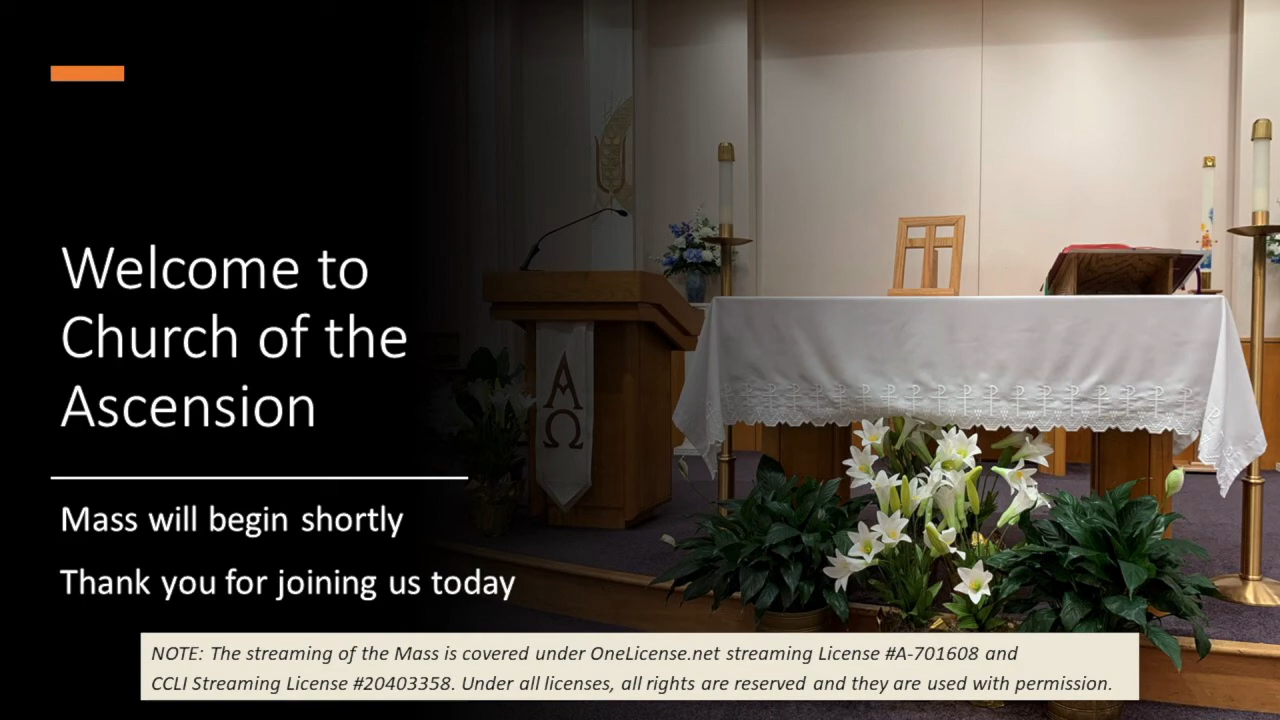 Welcome to
Church of the
Ascension
Mass will begin shortly
Thank you for joining us today
ΑΩ
NOTE: The streaming of the Mass is covered under OneLicense.net streaming License #A-701608 and
CCLI Streaming License #20403358. Under all licenses, all rights are reserved and they are used with permission.